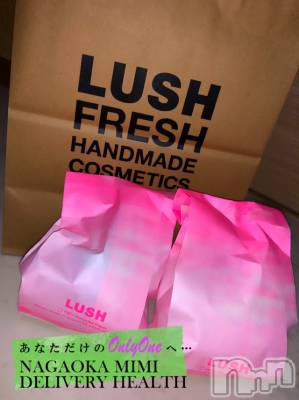 LUSH
FRESH
HANDMADE
COSMETICS
LUSH
LUSH
あなただけのOnlyOneへ…
NAGAOKA MIMI
DELIVERY HEALTH